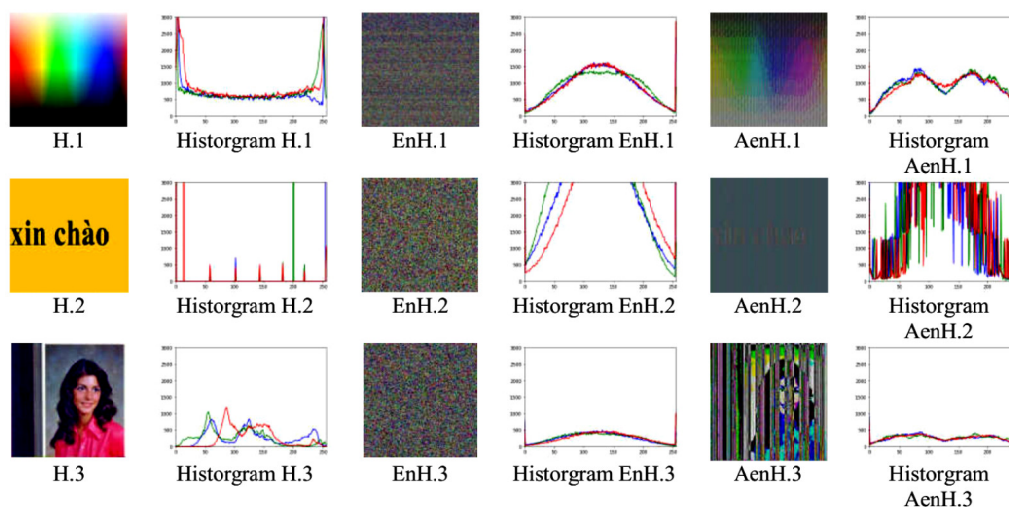 H.1
Historgram H.1
EnH.1
Historgram EnH.1
AenH.1
Historgram
AenH.1
xin chào
H.2
Historgram H.2
EnH.2
Historgram EnH.2
AenH.2
Historgram
AenH.2
H.3
Historgram H.3
EnH.3
Historgram EnH.3
AenH.3
Historgram
AenH.3